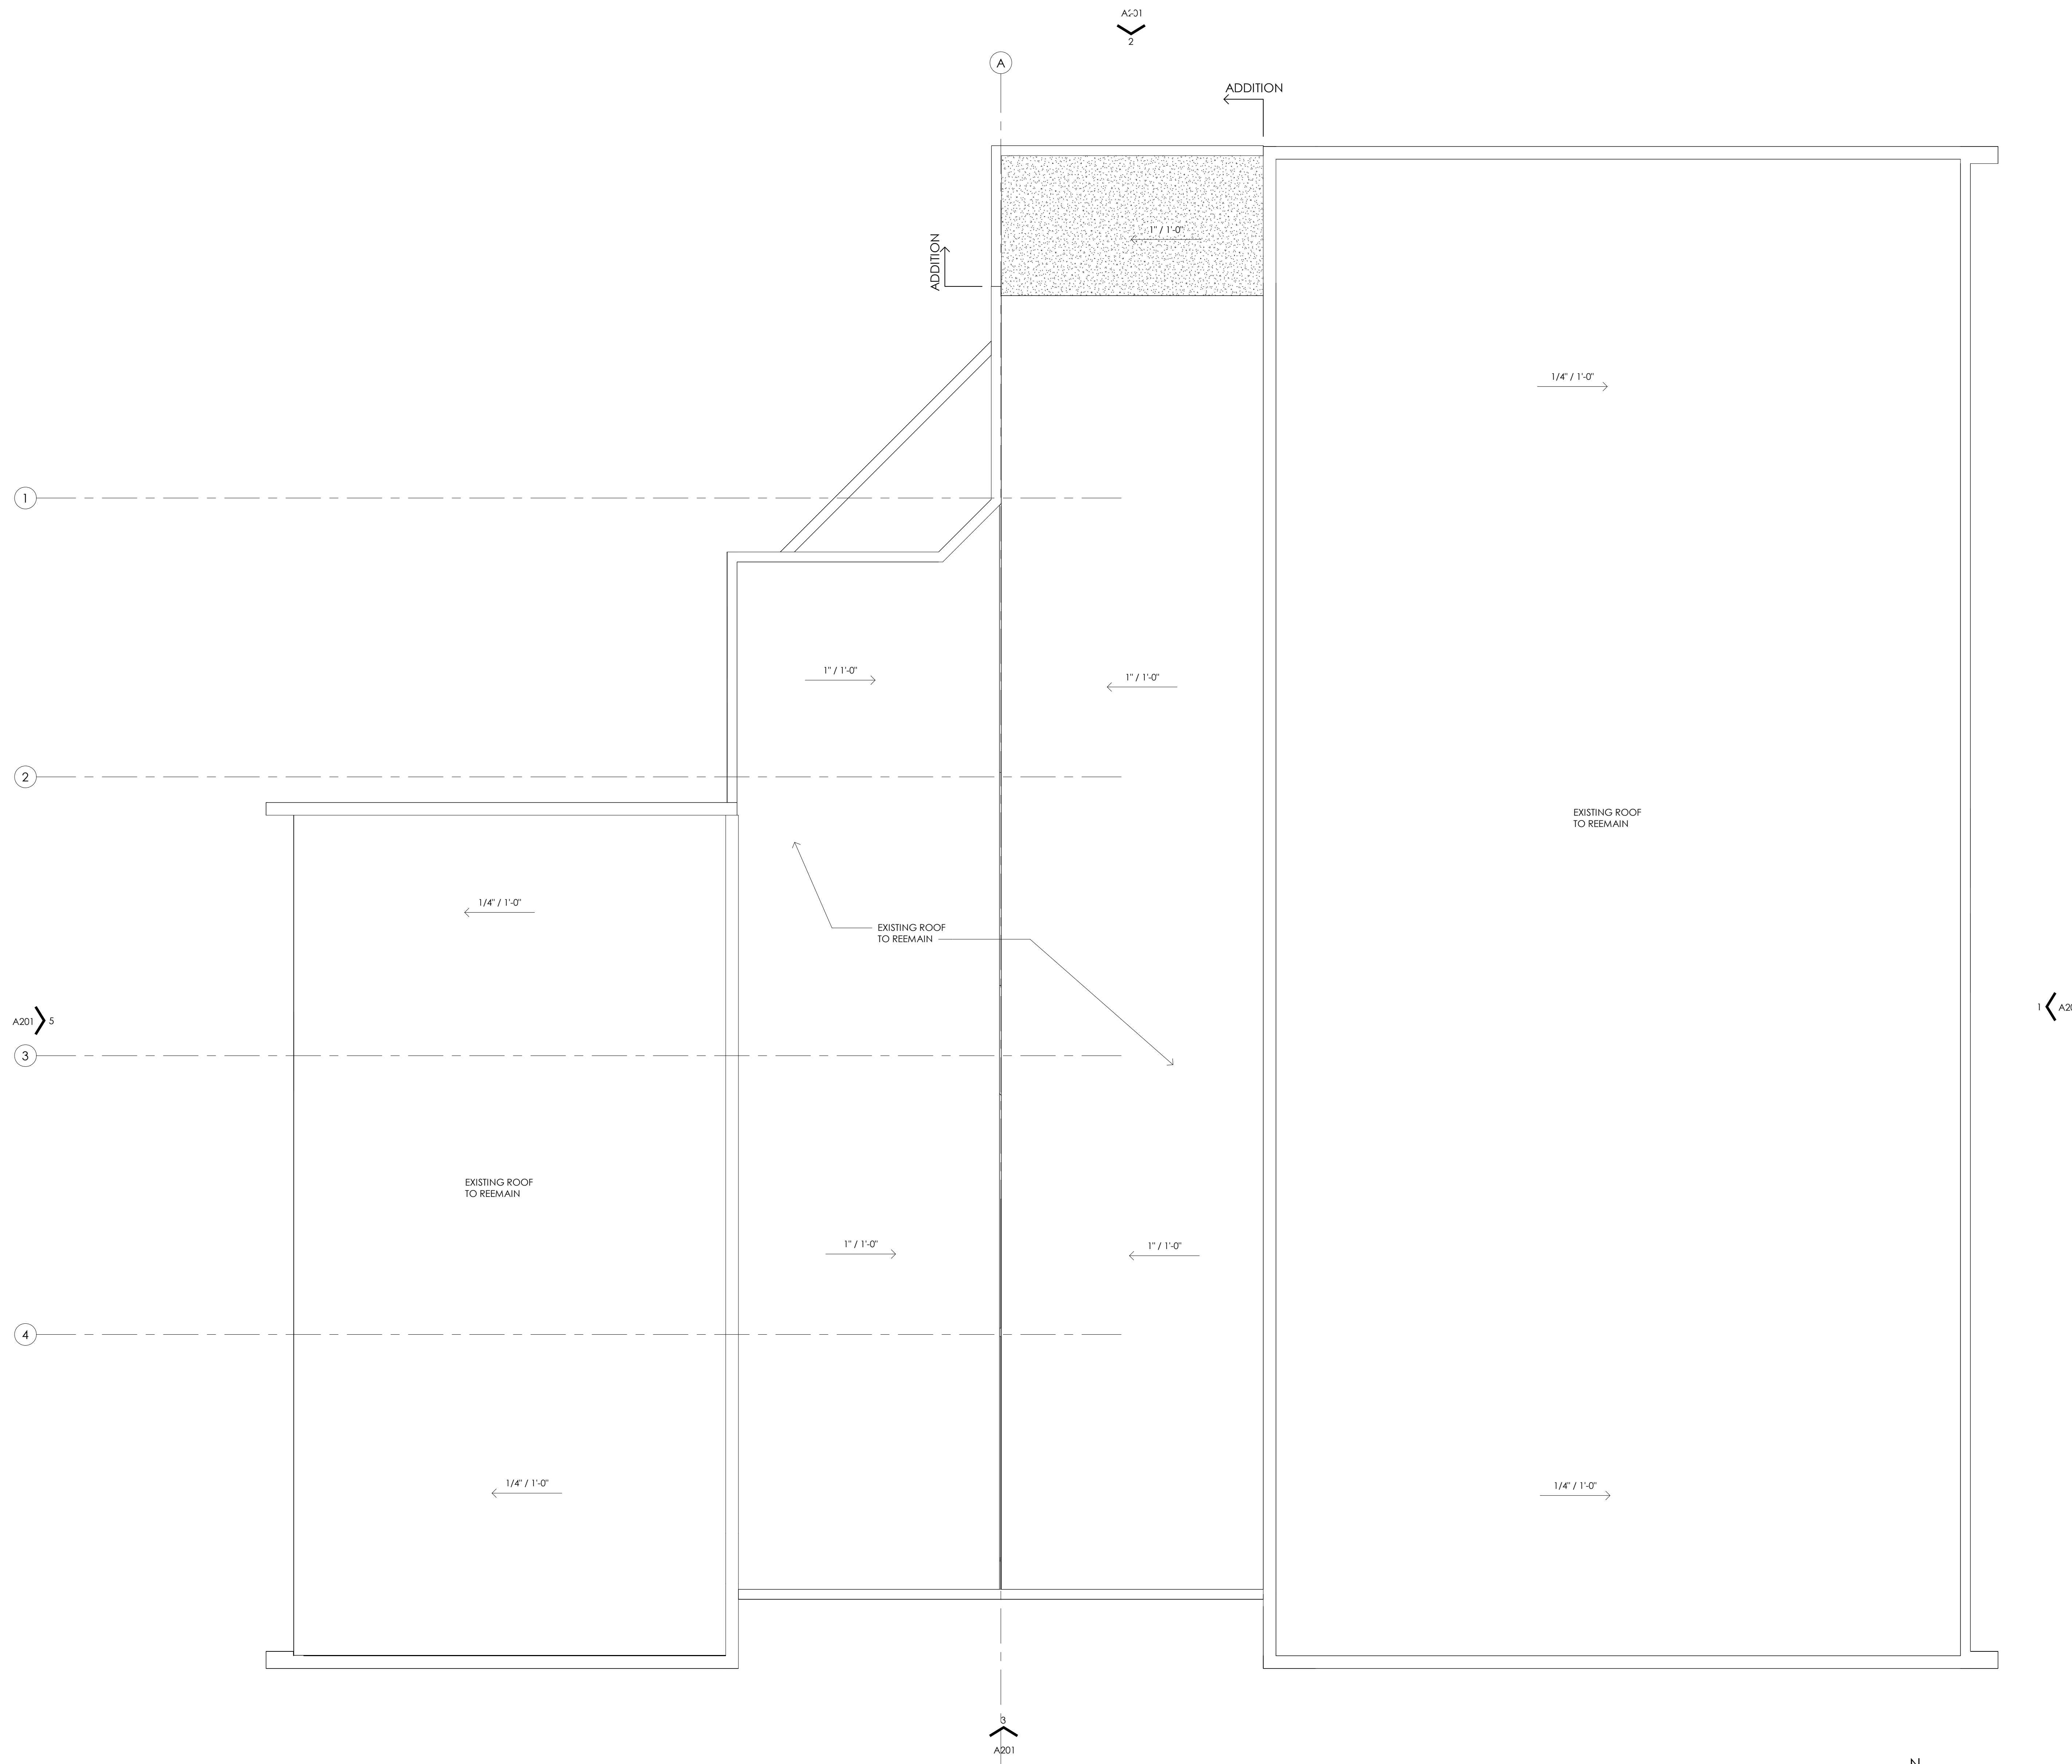 A201
2
A
ADDITION
ADDITION
1" / 1'-0"
1/4" / 1'-0"
1
1" / 1'-0"
1" / 1'-0"
2
EXISTING ROOF
TO REEMAIN
1/4" / 1'-0"
EXISTING ROOF
TO REEMAIN
A201
5
1
A20
3
EXISTING ROOF
TO REEMAIN
1" / 1'-0"
1" / 1'-0"
4
1/4" / 1'-0"
1/4" / 1'-0"
3
A201
N